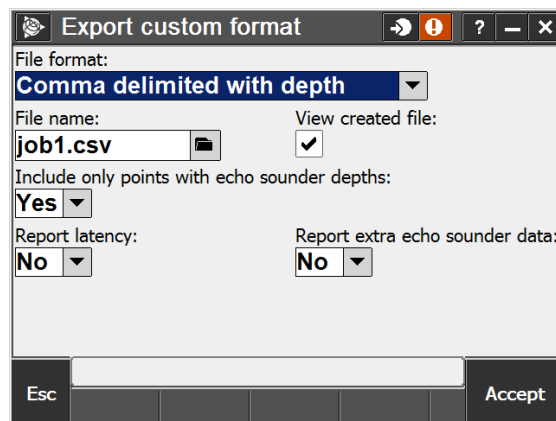 Export custom format
File format:
Comma delimited with depth
File name:
View created file:
job1.csv
Include only points with echo sounder depths:
Yes
Report latency:
Report extra echo sounder data:
No
No
Esc
Accept